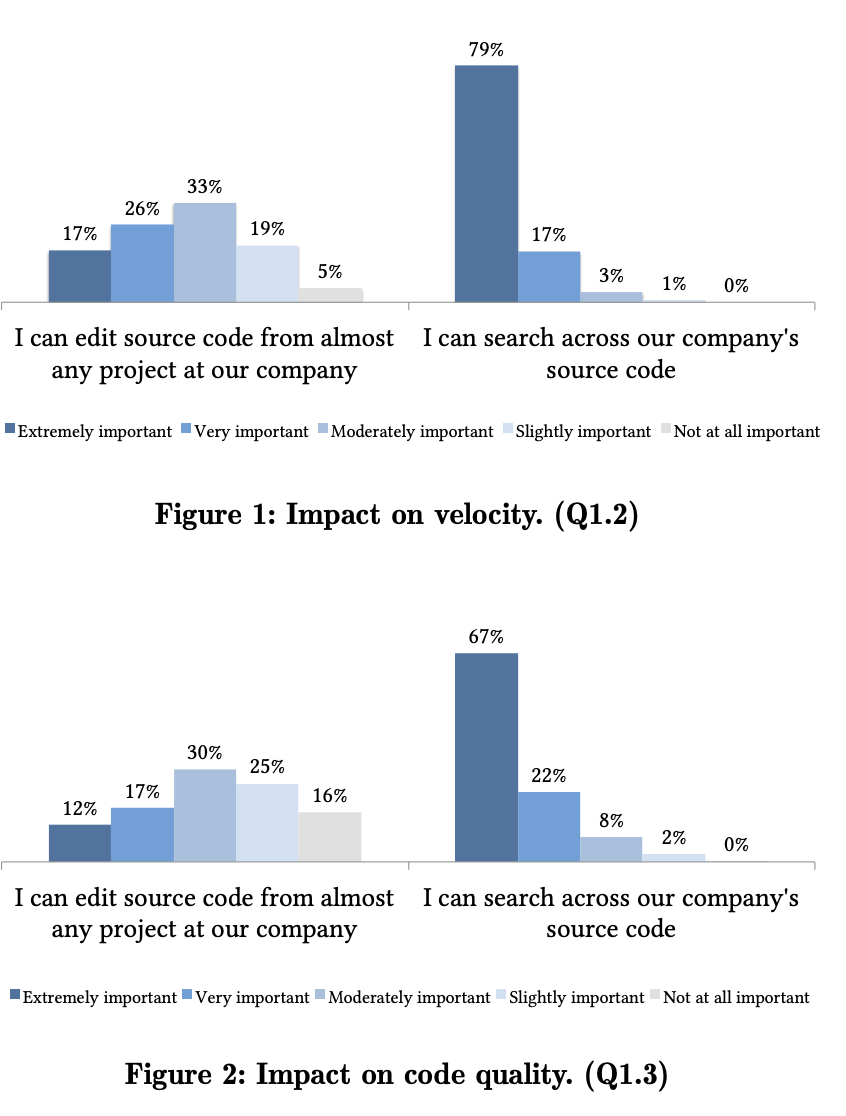 79%
33%
26%
17%
19%
5%
17%
3%
1%
0%
I can edit source code from almost
any project at our company
I can search across our company's
source code
Extremely important Very important Moderately important Slightly important Not at all important
Figure 1: Impact on velocity. (Q1.2)
67%
12%
17%
30%
25%
16%
22%
8%
2%
0%
I can edit source code from almost
any project at our company
I can search across our company's
source code
Extremely important Very important Moderately important Slightly important Not at all important
Figure 2: Impact on code quality. (Q1.3)